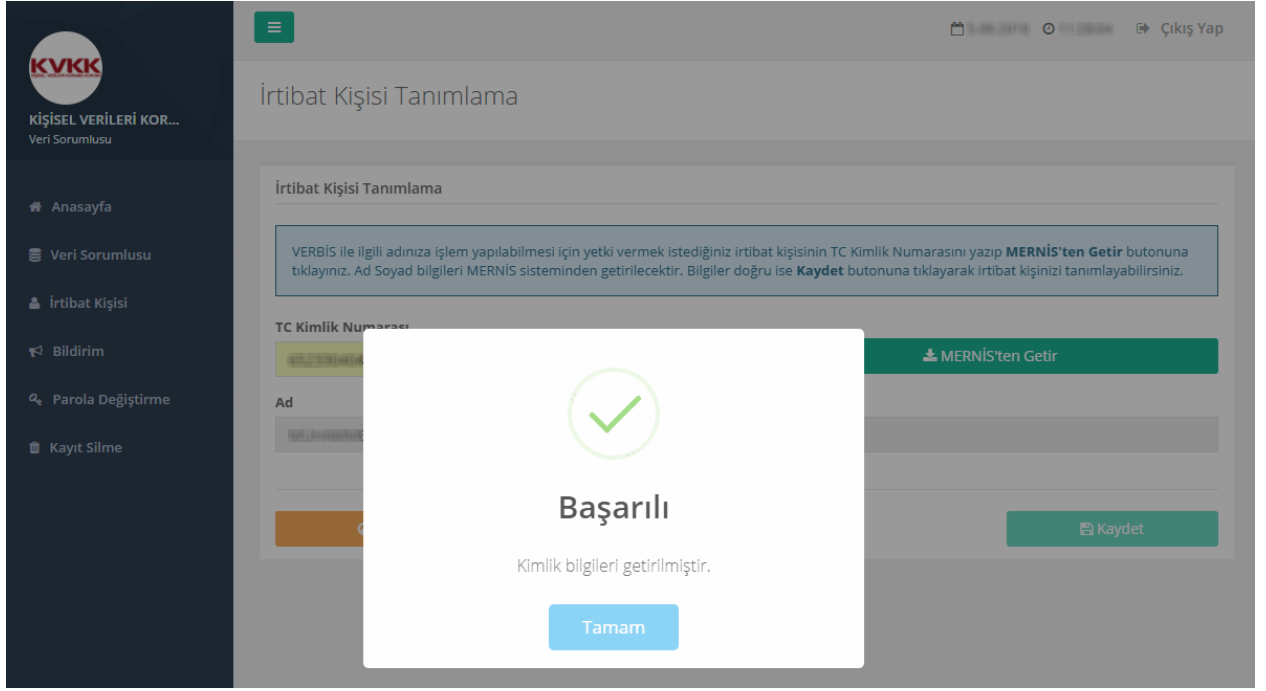 KVKK
KİŞİSEL VERİLERİ KOR...
Veri Sorumlusu
Anasayfa
Veri Sorumlusu
İrtibat Kişisi
Bildirim
Parola Değiştirme
Kayıt Silme
Çıkış Yap
İrtibat Kişisi Tanımlama
İrtibat Kişisi Tanımlama
VERBİS ile ilgili adınıza işlem yapılabilmesi için yetki vermek istediğiniz irtibat kişisinin TC Kimlik Numarasını yazıp MERNİS'ten Getir butonuna
tıklayınız. Ad Soyad bilgileri MERNİS sisteminden getirilecektir. Bilgiler doğru ise Kaydet butonuna tıklayarak irtibat kişinizi tanımlayabilirsiniz.
TC Kimlik Numarası
MERNİS'ten Getir
Ad
Kaydet
Başarılı
Kimlik bilgileri getirilmiştir.
Tamam